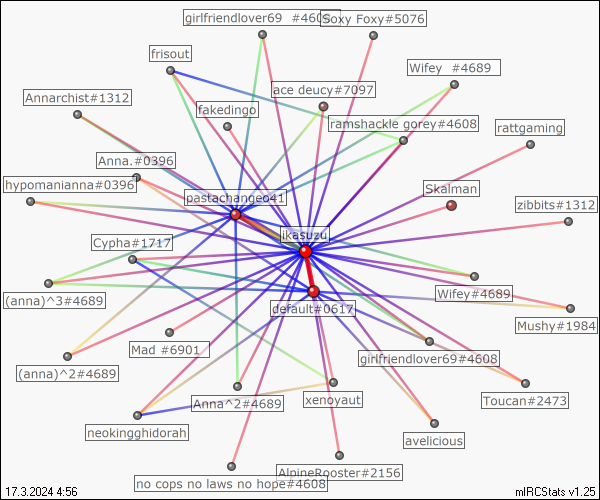 girlfriendlover69 #4689
Soxy Foxy#5076
frisout
Wifey #4689
ace deucy#7097
Annarchist#1312
fakedingo
ramshackle gorey#4608
rattgaming
Anna.#0396
hypomanianna#0396
pastachangeo41
Skalman
zibbits#1312
ikasuzu
Cypha#1717
(anna)^3#4689
default#0617
Wifey#4689
Mushy#1984
Mad #6901
girlfriendlover69#4608
(anna)^2#4689
Anna^2#4689
xenoyaut
Toucan#2473
neokingghidorah
avelicious
AlpineRooster#2156
no cops no laws no hope#4608
17.3.2024 4:56
mIRCStats v1.25